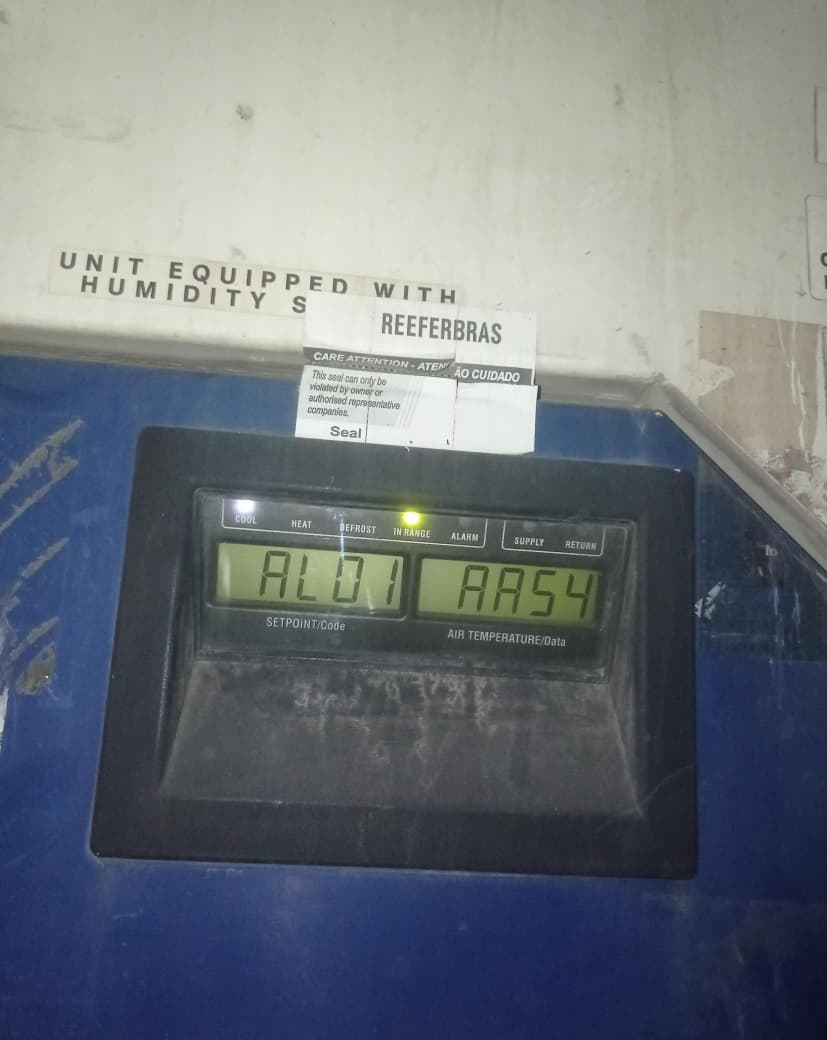 UNIT EQUIPPED WITH
HUMIDITY S
REEFERBRAS
CARE ATTENTION - ATEN ÃO CUIDADO
This seal can only be
violated by owner or
authorised representative
companies.
Seal
COOL HEAT DEFROST IN RANGE ALARM SUPPLY RETURN
AL01 AA54
SETPOINT/Code AIR TEMPERATURE/Data